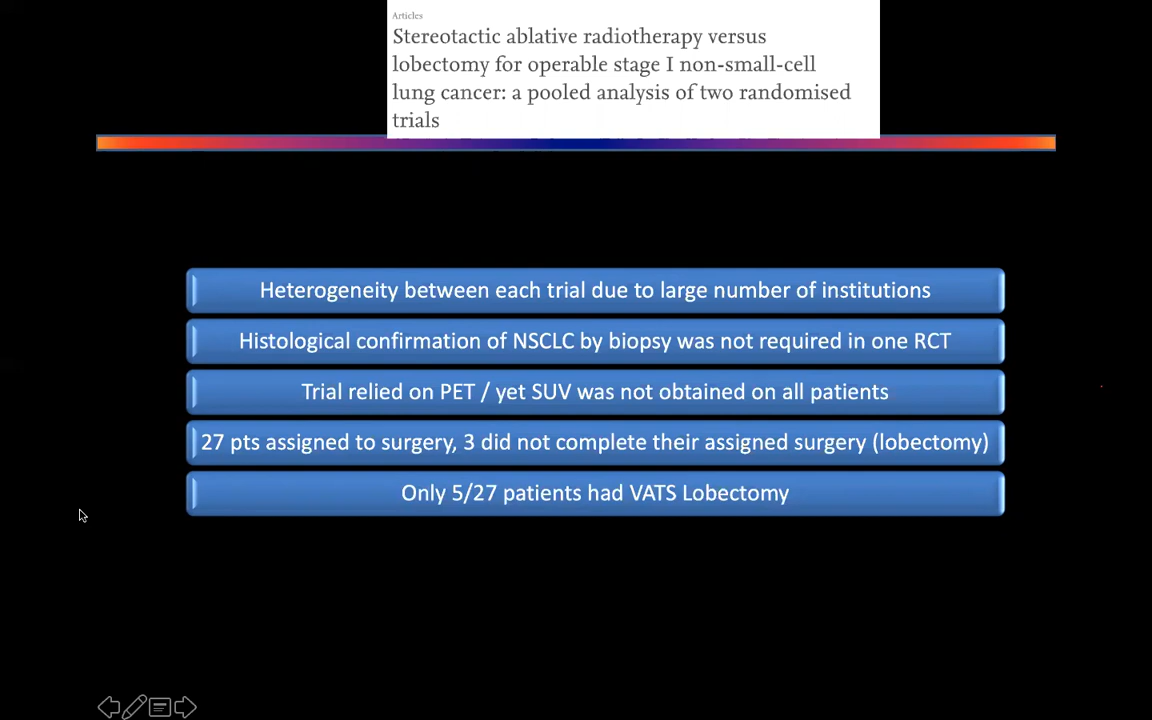 Articles
Stereotactic ablative radiotherapy versus
lobectomy for operable stage I non-small-cell
lung cancer: a pooled analysis of two randomised
trials
Heterogeneity between each trial due to large number of institutions
Histological confirmation of NSCLC by biopsy was not required in one RCT
Trial relied on PET / yet SUV was not obtained on all patients
27 pts assigned to surgery, 3 did not complete their assigned surgery (lobectomy)
Only 5/27 patients had VATS Lobectomy